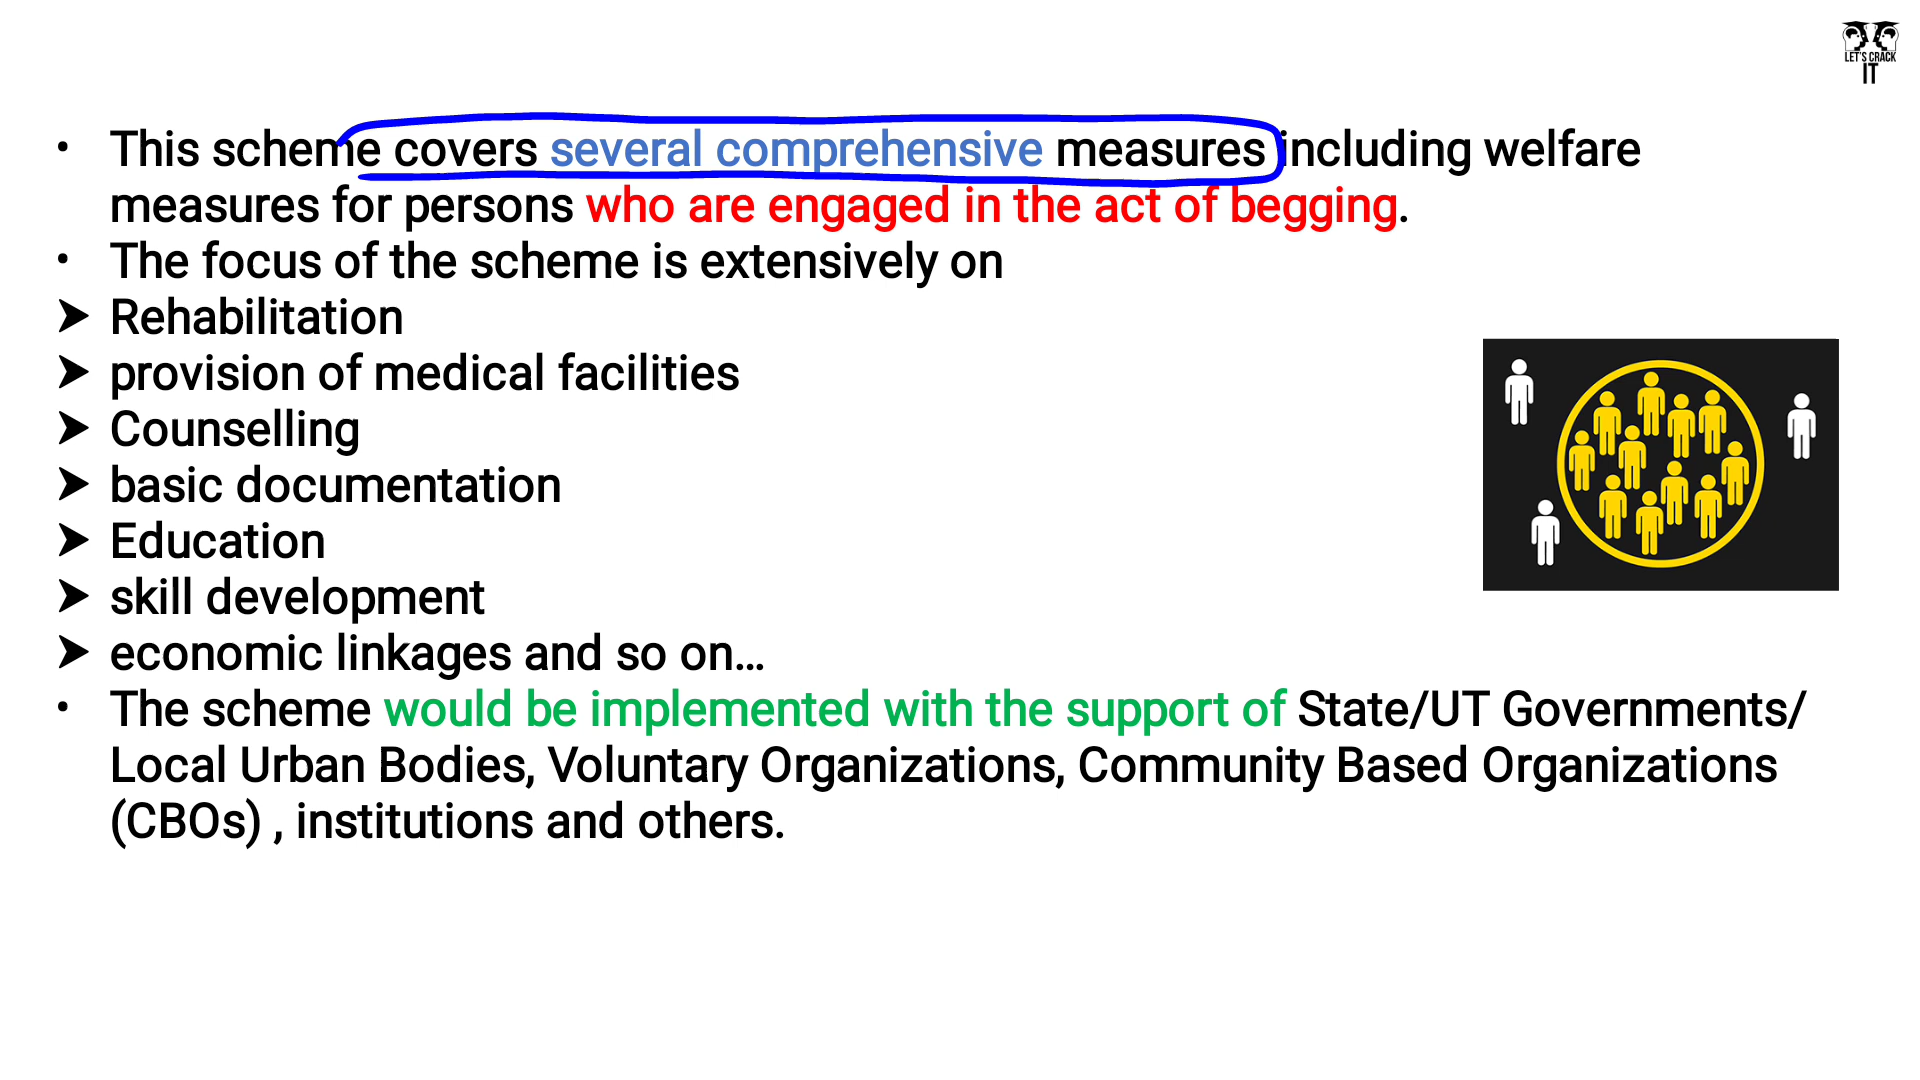 LET'S CRACK
IT
• This scheme covers several comprehensive measures including welfare
measures for persons who are engaged in the act of begging.
• The focus of the scheme is extensively on
➤ Rehabilitation
➤ provision of medical facilities
➤ Counselling
➤ basic documentation
➤ Education
➤ skill development
➤ economic linkages and so on...
• The scheme would be implemented with the support of State/UT Governments/
Local Urban Bodies, Voluntary Organizations, Community Based Organizations
(CBOs) , institutions and others.